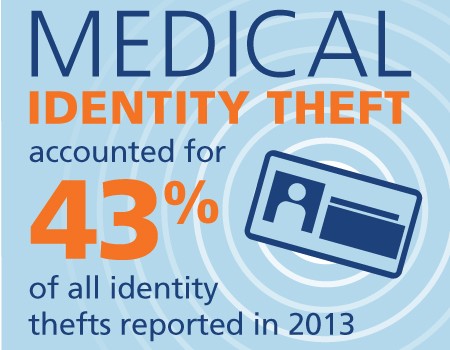 MEDICAL
IDENTITY THEFT
accounted for
43%
of all identity
thefts reported in 2013